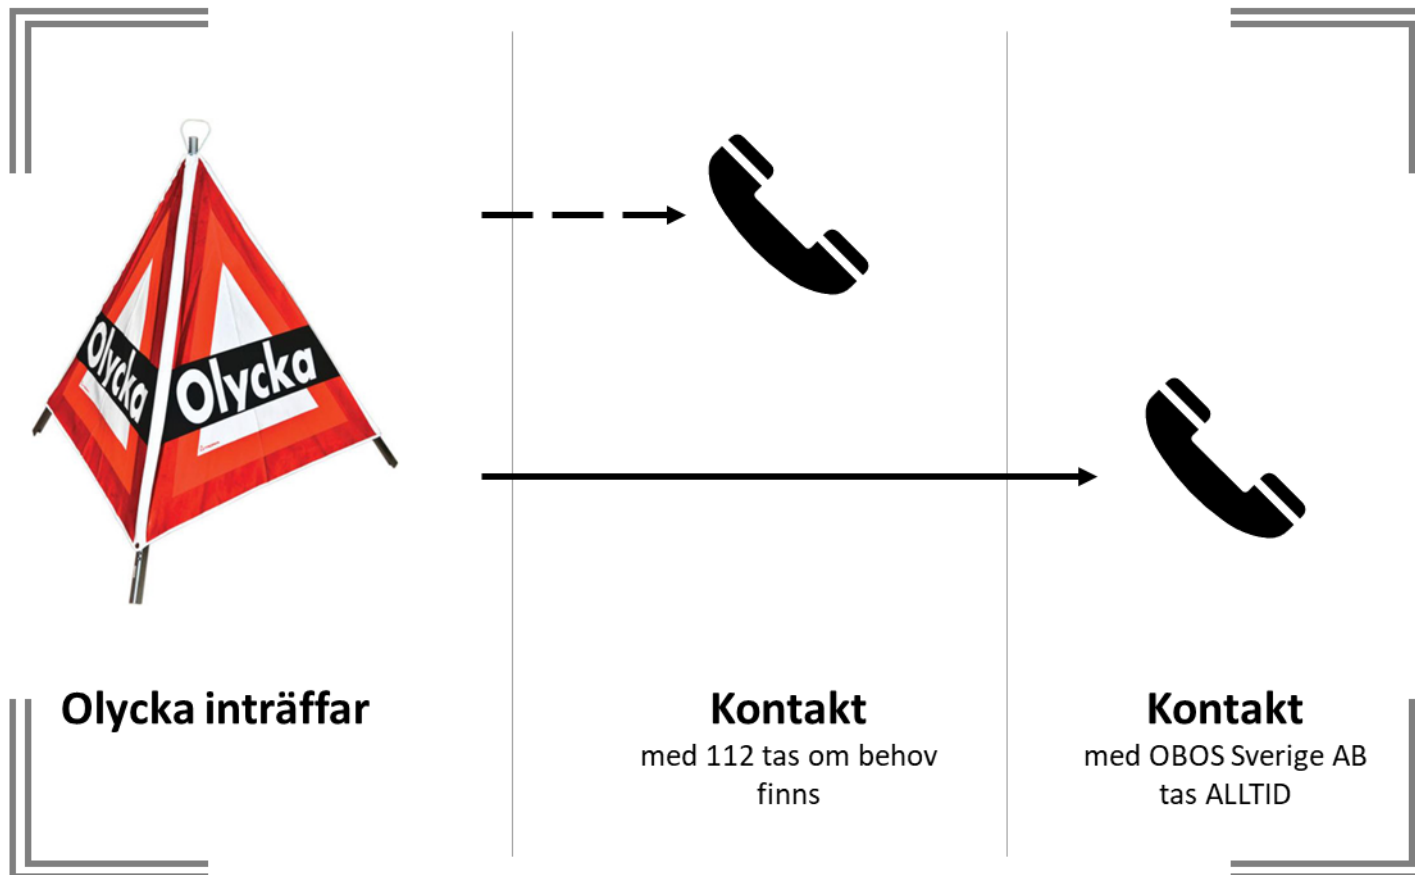 Olycka
Olycka
Olycka inträffar
Kontakt
med 112 tas om behov
finns
Kontakt
med OBOS Sverige AB
tas ALLTID